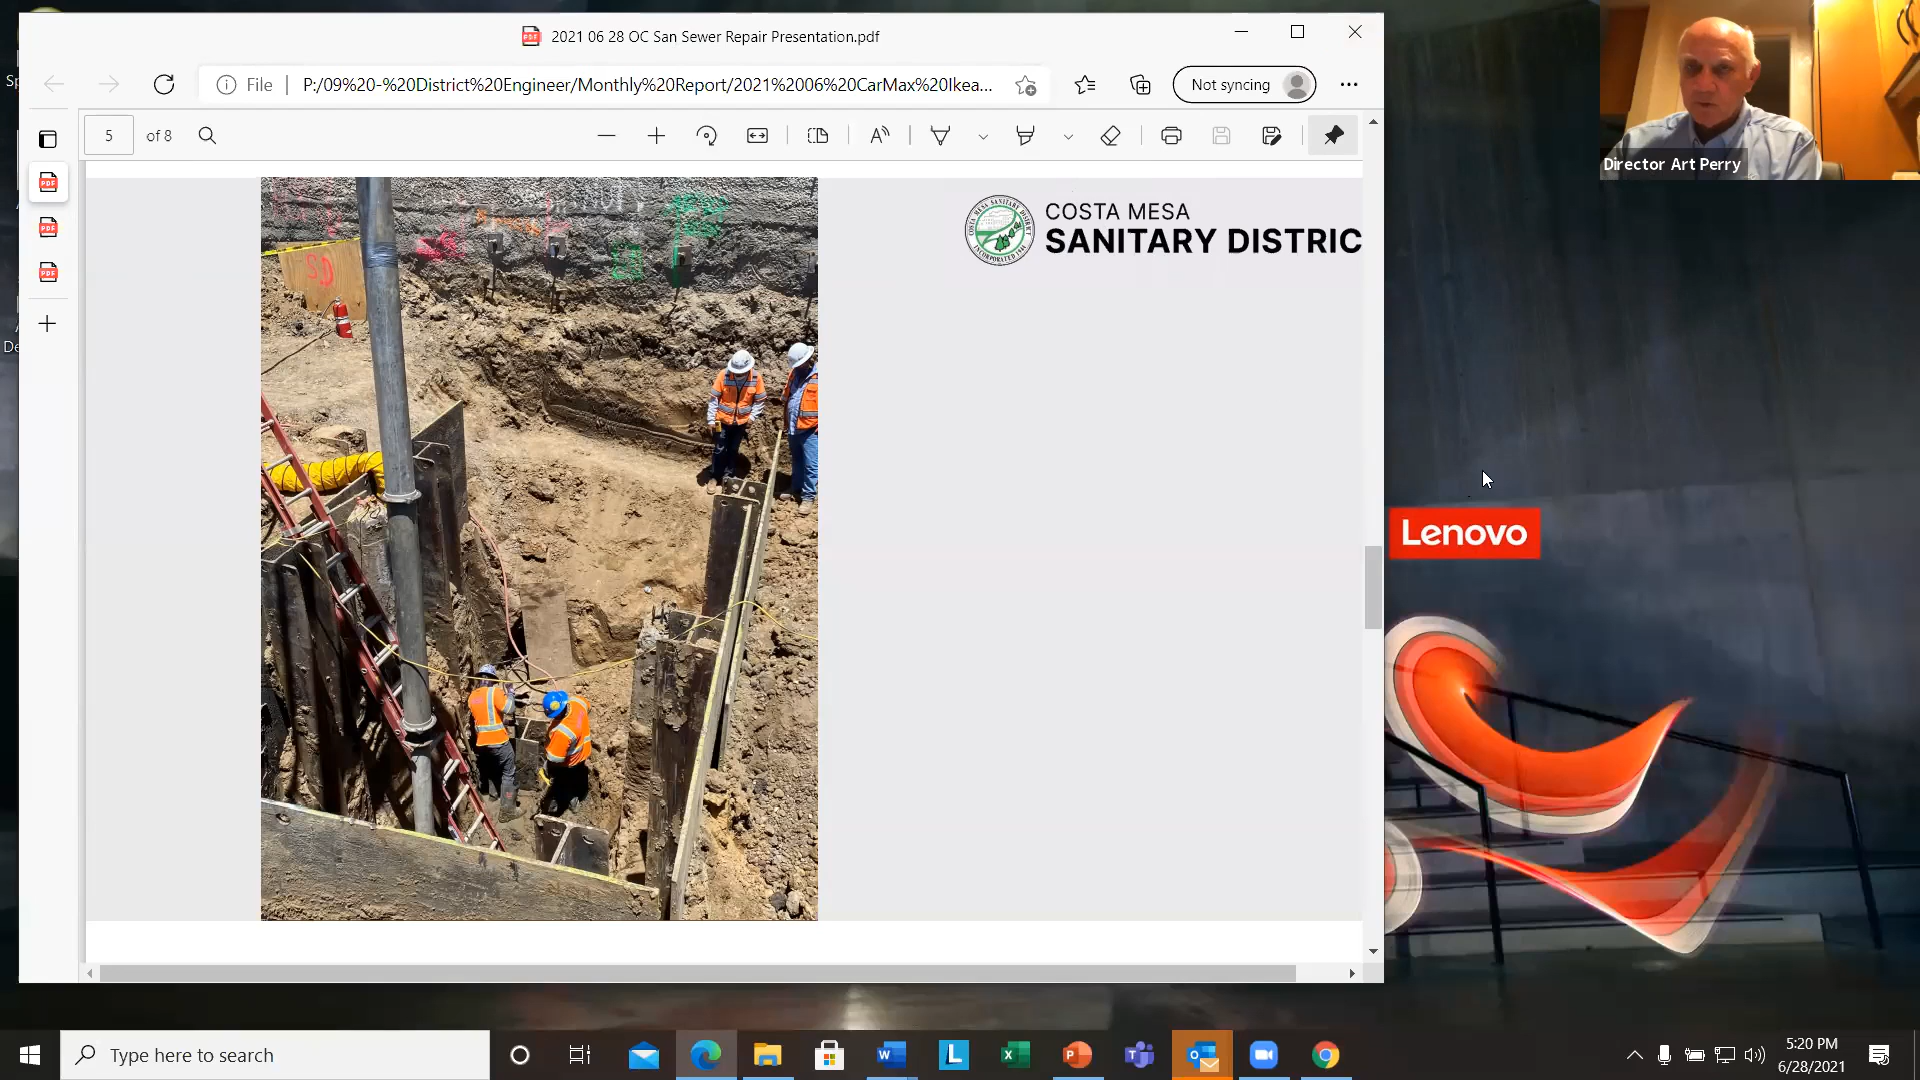 2021 06 28 OC San Sewer Repair Presentation.pdf
File
P:/09%20-%20District%20Engineer/Monthly%20Report/2021%2006%20CarMax%20Ikea...
Not syncing
5
of 8
Director Art Perry
COSTA MESA
SANITARY DISTRIC
SD
Lenovo
Type here to search
5:20 PM
6/28/2021